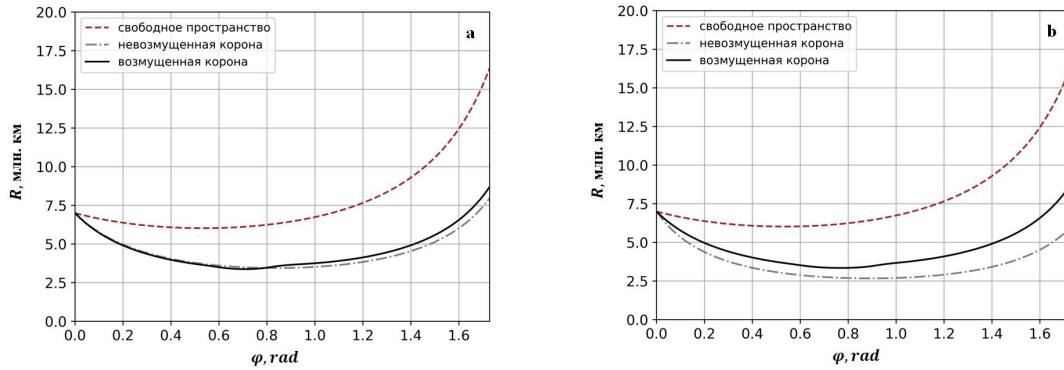 20.0
17.5
15.0
12.5
10.0
7.5
5.0
2.5
0.0
R, млн. км
свободное пространство
невозмущенная корона
возмущенная корона
a
0.0 0.2 0.4 0.6 0.8 1.0 1.2 1.4 1.6
φ, rad
20.0
17.5
15.0
12.5
10.0
7.5
5.0
2.5
0.0
R, млн. км
свободное пространство
невозмущенная корона
возмущенная корона
b
0.0 0.2 0.4 0.6 0.8 1.0 1.2 1.4 1.6
φ, rad